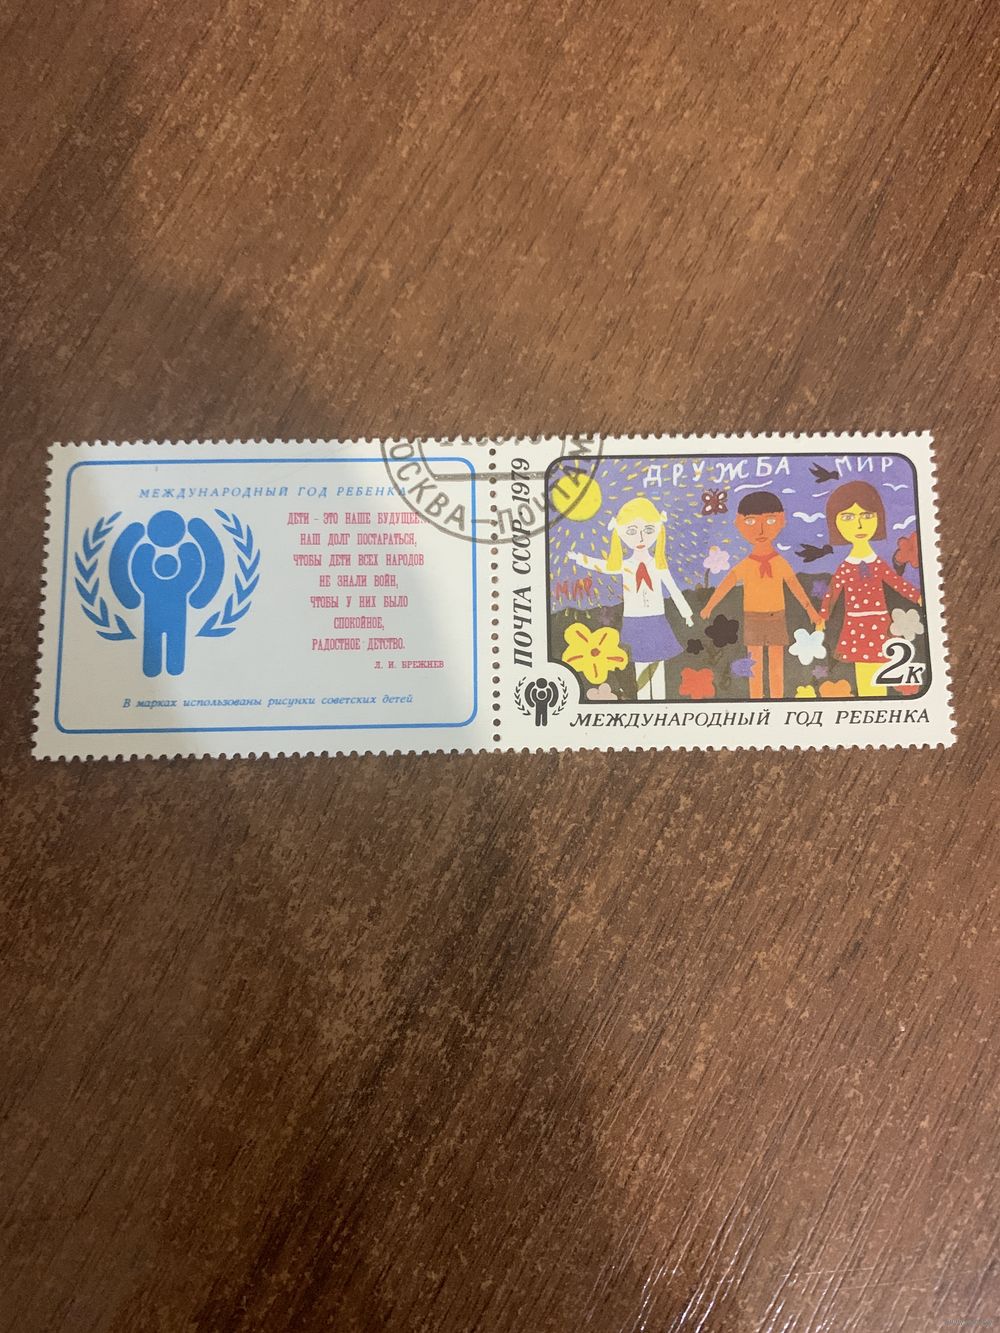 МЕЖДУНАРОДНЫЙ ГОД РЕБЕНКА
ДЕТИ - ЭТО НАШЕ БУДУЩЕЕ...
НАШ ДОЛГ ПОСТАРАТЬСЯ,
ЧТОБЫ ДЕТИ ВСЕХ НАРОДОВ
НЕ ЗНАЛИ ВОЙН,
ЧТОБЫ У НИХ БЫЛО
СПОКОЙНОЕ,
РАДОСТНОЕ ДЕТСТВО.
Л. И. БРЕЖНЕВ
В марках использованы рисунки советских детей
ОСКВА - ПОЧТАМ
ПОЧТА СССР·1979
ДРУЖБА МИР
МИР
2к
МЕЖДУНАРОДНЫЙ ГОД РЕБЕНКА